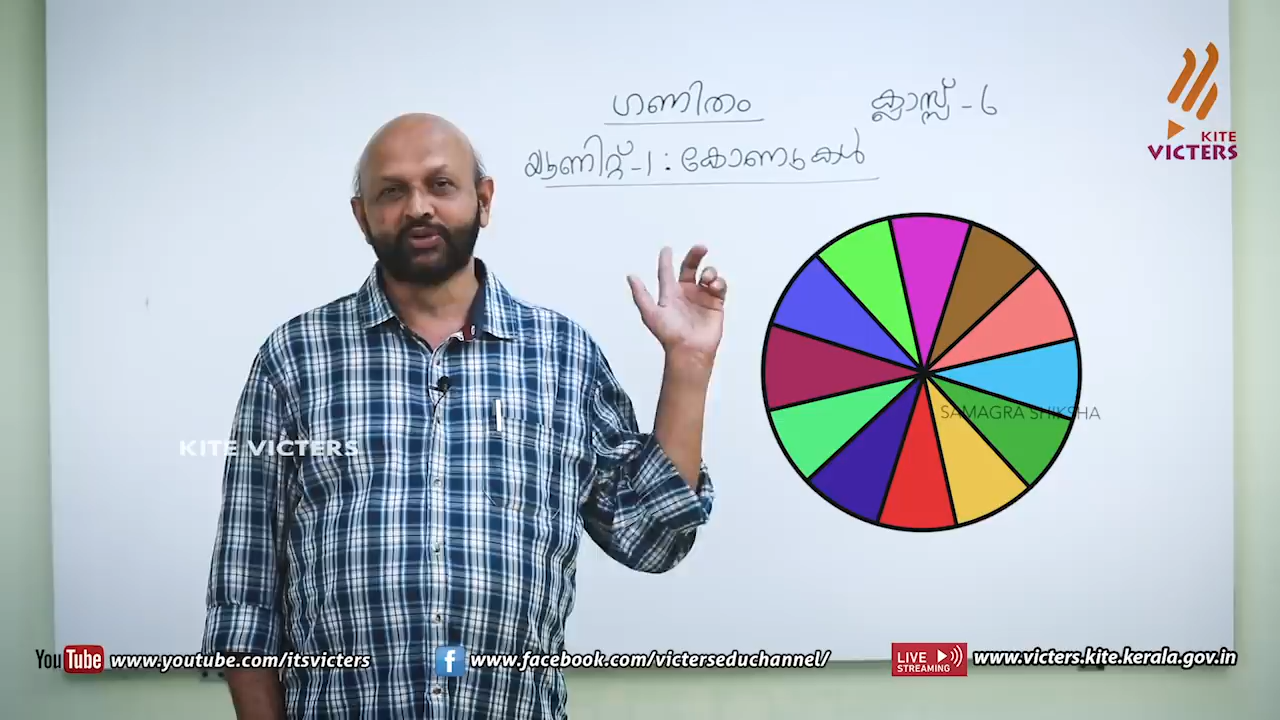 ഗണിതം ക്ലാസ്സ് - 6
യൂണിറ്റ് - 1 : കോണുകൾ
KITE
VICTERS
SAMAGRA SHIKSHA
KITE VICTERS
YouTube www.youtube.com/itsvicters
f www.facebook.com/victerseduchannel/
LIVE
STREAMING
www.victers.kite.kerala.gov.in